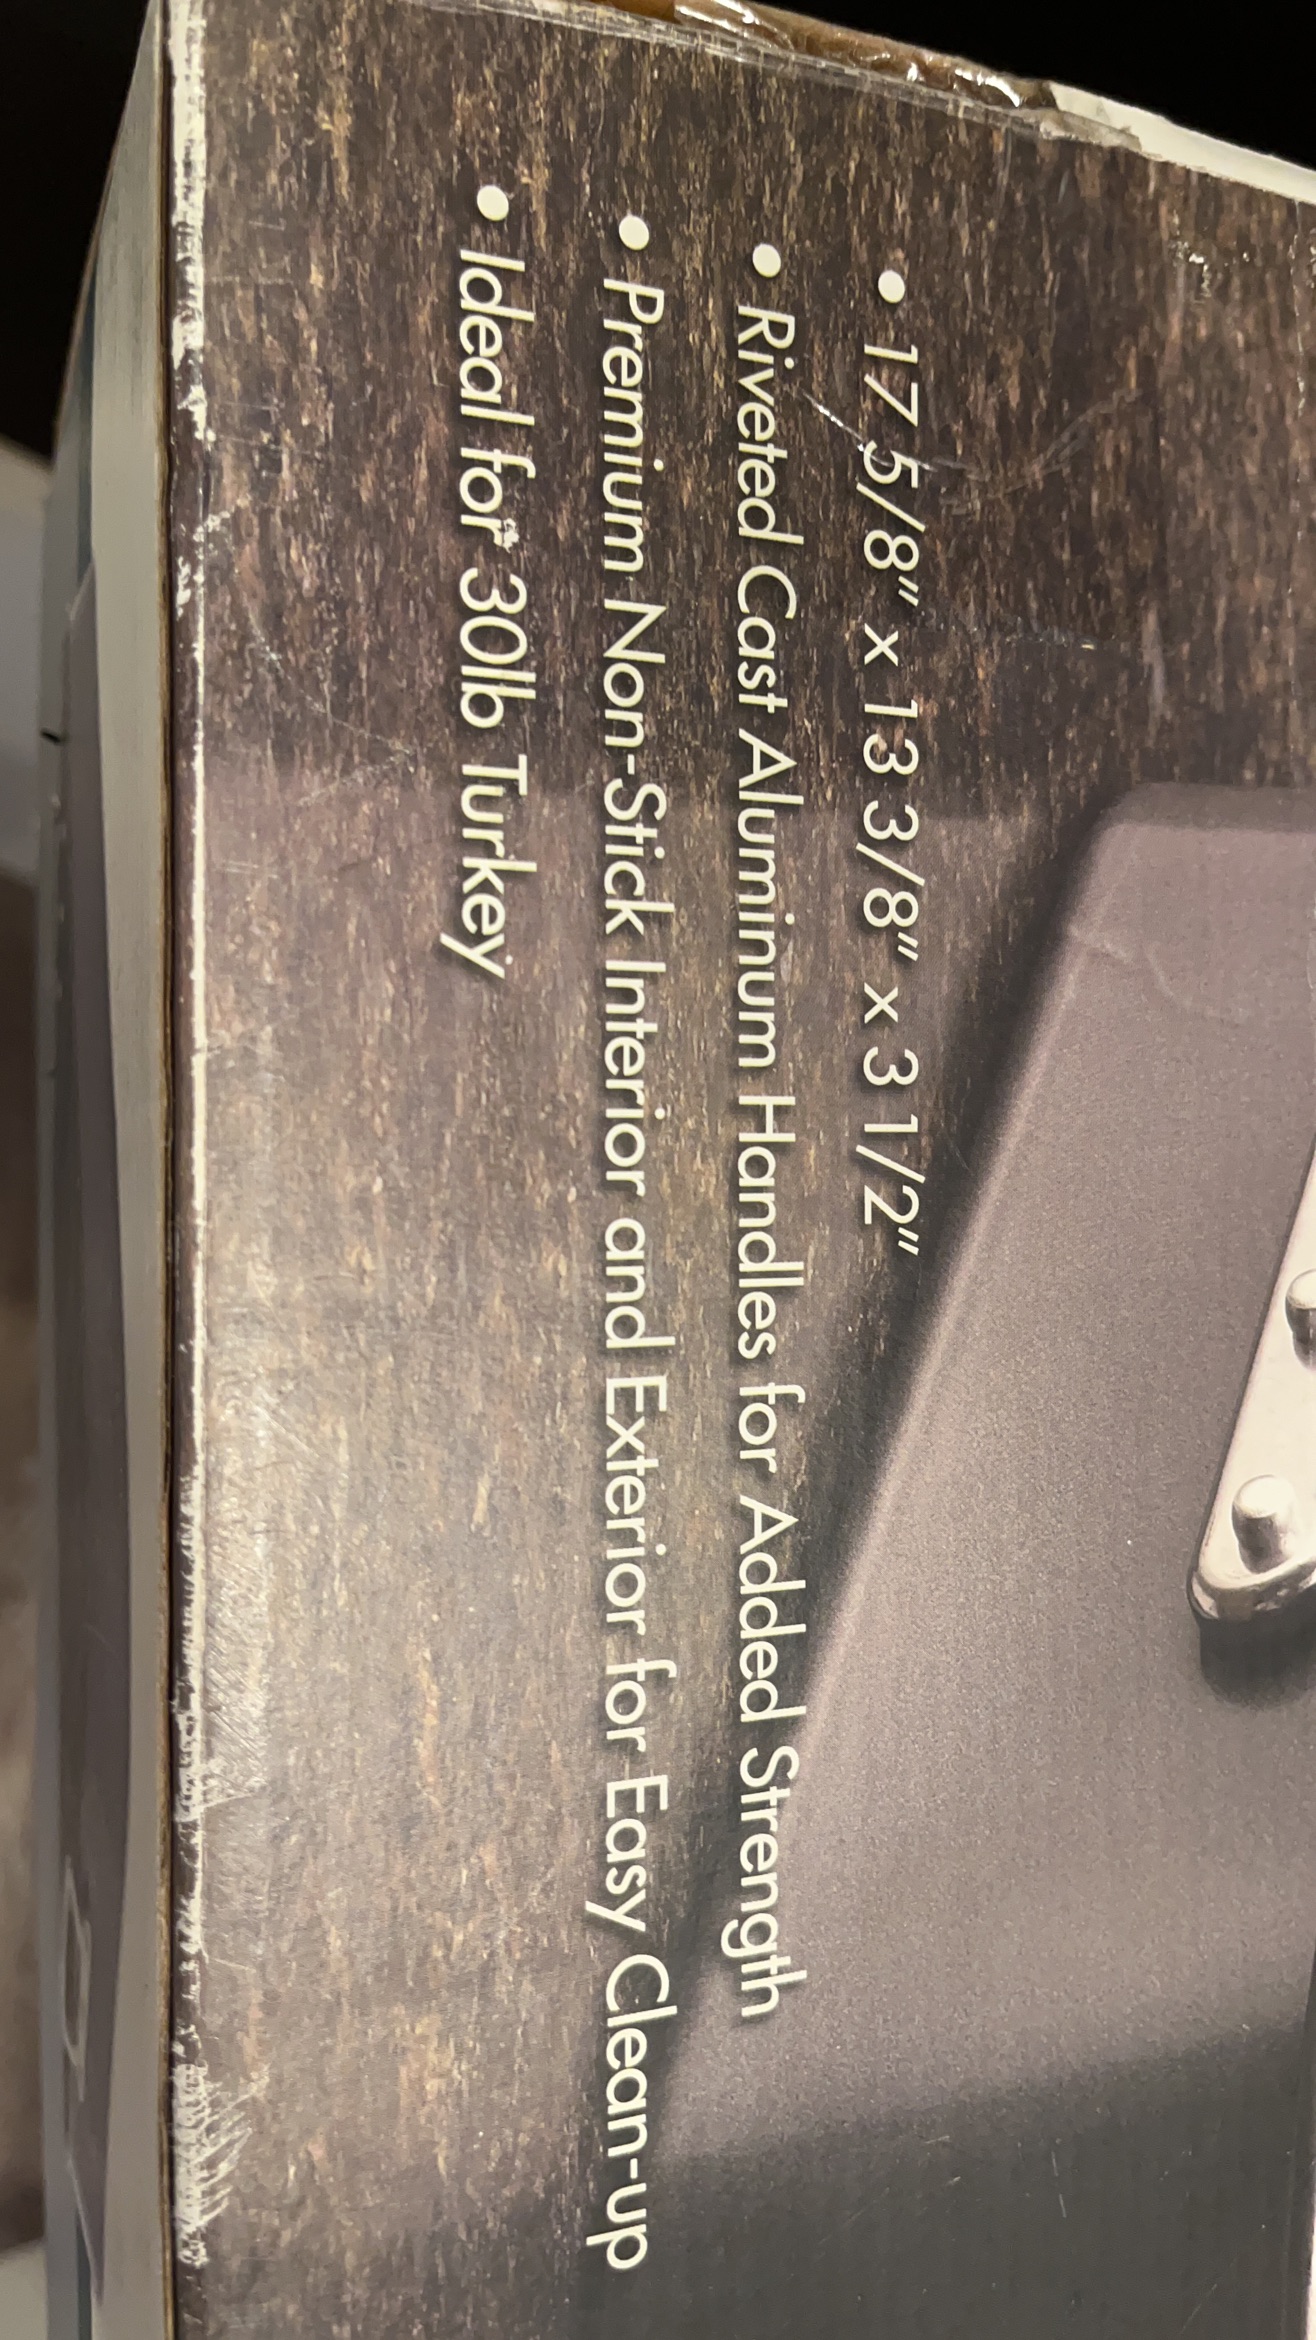 • 17 5/8" x 13 3/8" x 3 1/2"
• Riveted Cast Aluminum Handles for Added Strength
• Premium Non-Stick Interior and Exterior for Easy Clean-up
• Ideal for 30lb Turkey